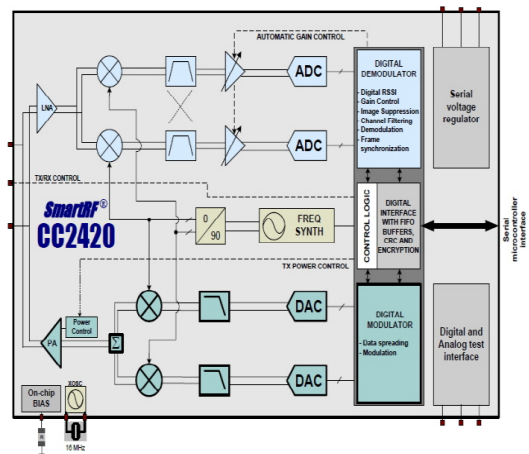 AUTOMATIC GAIN CONTROL
DIGITAL
DEMODULATOR
- Digital RSSI
- Gain Control
- Image Suppression
- Channel Filtering
- Demodulation
- Frame
synchronization
ADC
ADC
LNA
Serial
voltage
regulator
TX/RX CONTROL
SmartRF®
CC2420
0
90
FREQ
SYNTH
CONTROL LOGIC
DIGITAL
INTERFACE
WITH FIFO
BUFFERS,
CRC AND
ENCRYPTION
Serial
microcontroller
interface
TX POWER CONTROL
Power
Control
PA
Σ
DAC
DAC
DIGITAL
MODULATOR
- Data spreading
- Modulation
Digital and
Analog test
interface
On-chip
BIAS
XOSC
16 MHz